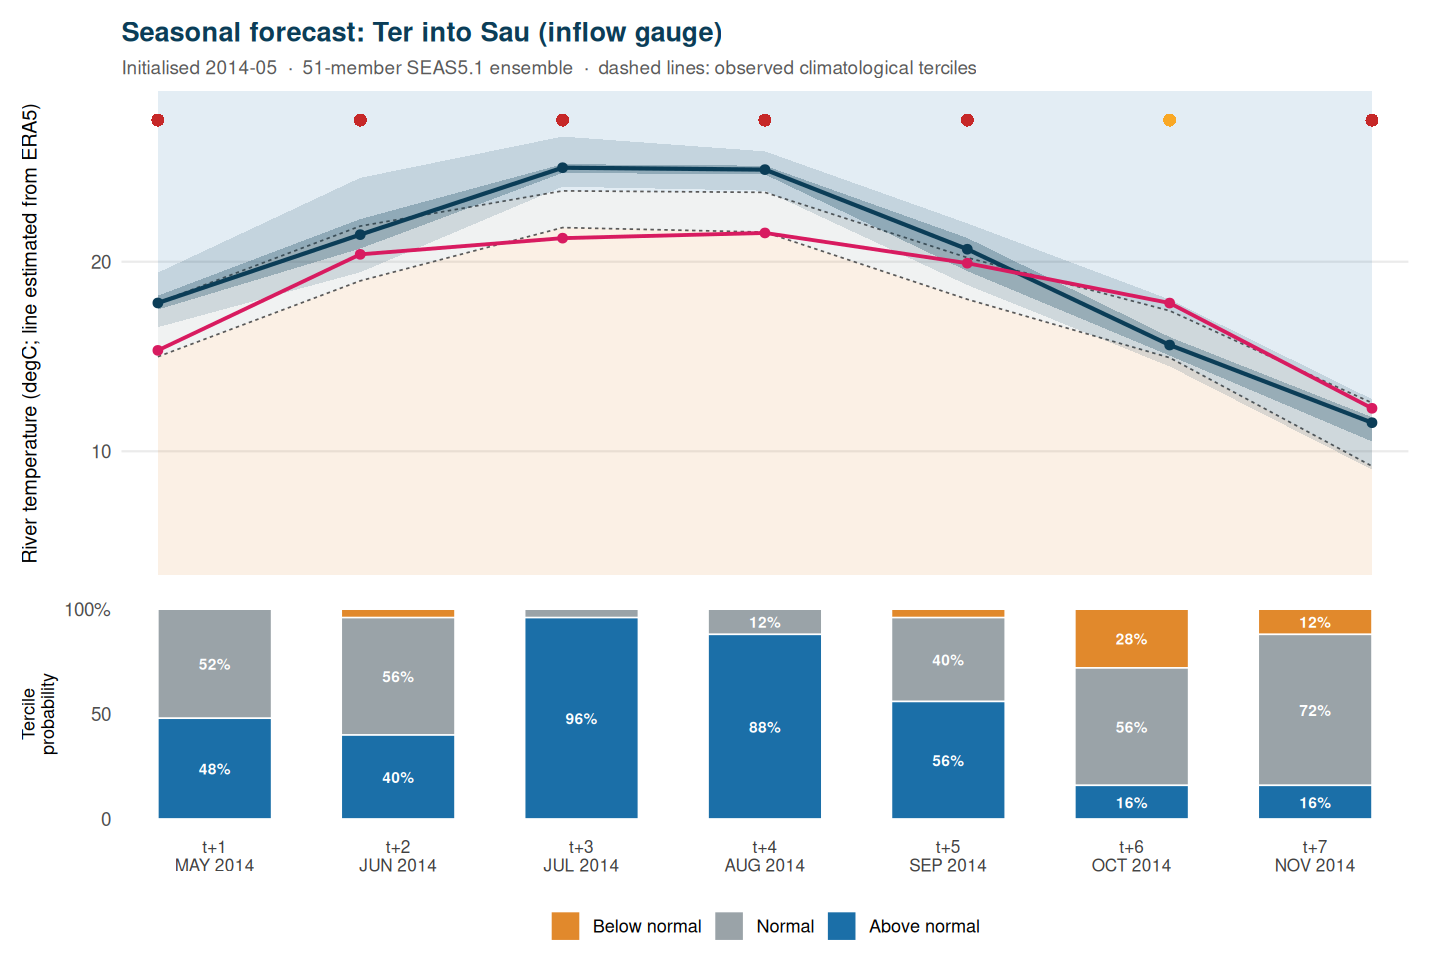 Seasonal forecast: Ter into Sau (inflow gauge)
Initialised 2014-05 · 51-member SEAS5.1 ensemble · dashed lines: observed climatological terciles
River temperature (degC; line estimated from ERA5)
20
10
Tercile
probability
100%
50
0
52%
48%
56%
40%
96%
12%
88%
40%
56%
28%
56%
16%
12%
72%
16%
t+1
MAY 2014
t+2
JUN 2014
t+3
JUL 2014
t+4
AUG 2014
t+5
SEP 2014
t+6
OCT 2014
t+7
NOV 2014
Below normal
Normal
Above normal